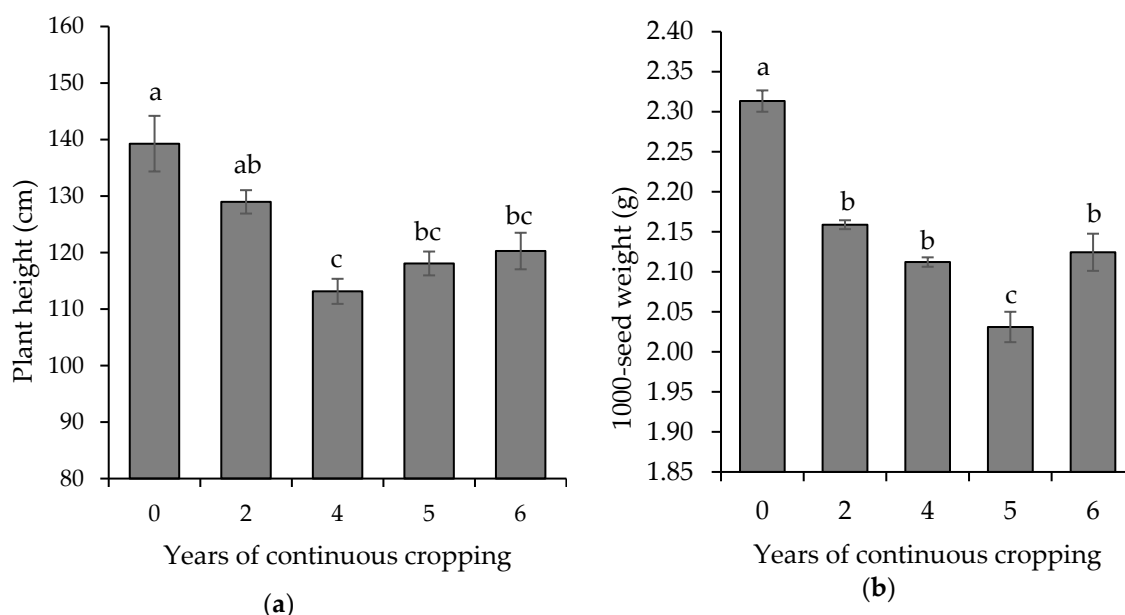 160
150
140
130
120
110
100
90
80
Plant height (cm)
a
ab
c
bc
bc
0 2 4 5 6
Years of continuous cropping
(a)
2.40
2.35
2.30
2.25
2.20
2.15
2.10
2.05
2.00
1.95
1.90
1.85
1000-seed weight (g)
a
b
b
c
b
0 2 4 5 6
Years of continuous cropping
(b)